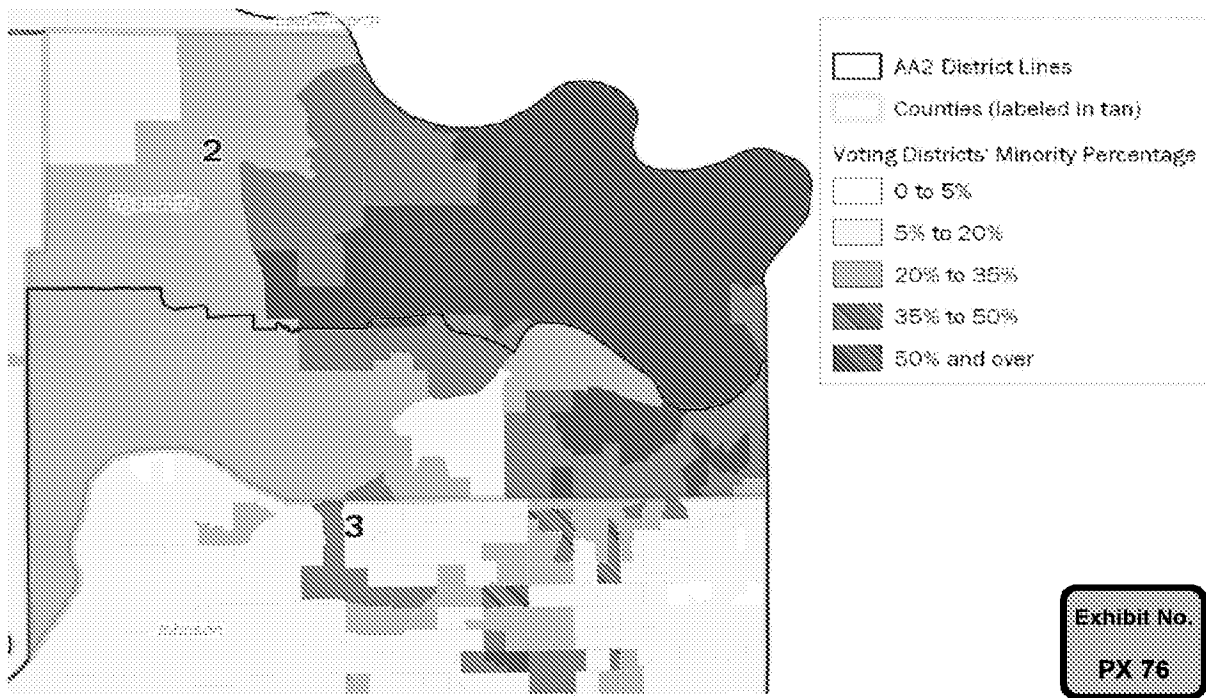 2
3
Johnson
AA2 District Lines
Counties (labeled in tan)
Voting Districts' Minority Percentage
0 to 5%
5% to 20%
20% to 35%
35% to 50%
50% and over
Exhibit No.
PX 76